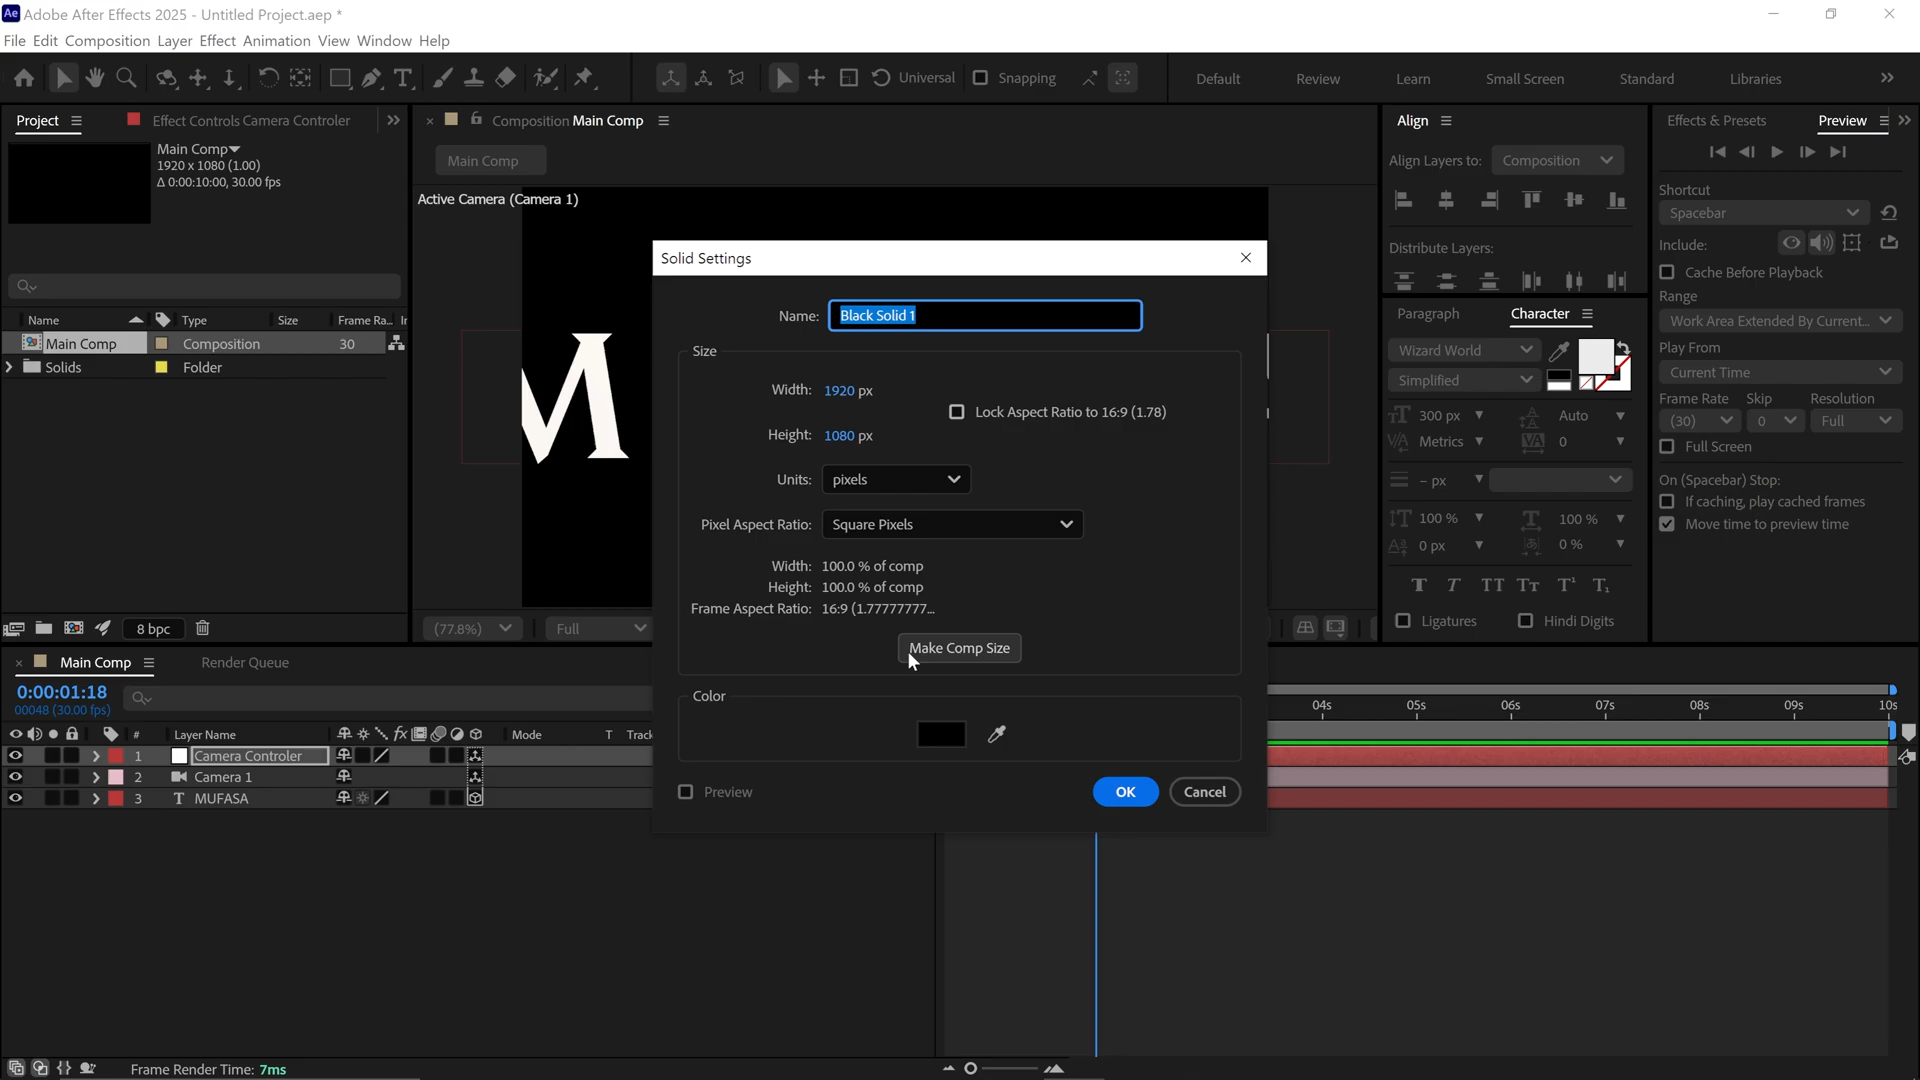 Ae Adobe After Effects 2025 - Untitled Project.aep *
File Edit Composition Layer Effect Animation View Window Help
Universal Snapping Default Review Learn Small Screen Standard Libraries
Project Effect Controls Camera Controler
Main Comp
1920 x 1080 (1.00)
Δ 0:00:10:00, 30.00 fps
Name Type Size Frame Ra... Ir
Main Comp Composition 30
Solids Folder
8 bpc
Composition Main Comp
Main Comp
Active Camera (Camera 1)
M
(77.8%) Full
Solid Settings
Name: Black Solid 1
Size
Width: 1920 px
Lock Aspect Ratio to 16:9 (1.78)
Height: 1080 px
Units: pixels
Pixel Aspect Ratio: Square Pixels
Width: 100.0 % of comp
Height: 100.0 % of comp
Frame Aspect Ratio: 16:9 (1.77777777...
Make Comp Size
Color
Preview OK Cancel
Align
Align Layers to: Composition
Distribute Layers:
Paragraph Character
Wizard World
Simplified
300 px Auto
Metrics 0
- px
100 % 100 %
0 px 0 %
T T TT Tt T¹ T₁
Ligatures Hindi Digits
Effects & Presets Preview
Shortcut
Spacebar
Include:
Cache Before Playback
Range
Work Area Extended By Current...
Play From
Current Time
Frame Rate Skip Resolution
(30) 0 Full
Full Screen
On (Spacebar) Stop:
If caching, play cached frames
Move time to preview time
Main Comp Render Queue
0:00:01:18
00048 (30.00 fps)
04s 05s 06s 07s 08s 09s 10s
# Layer Name fx Mode T Track
1 Camera Controler
2 Camera 1
3 T MUFASA
Frame Render Time: 7ms